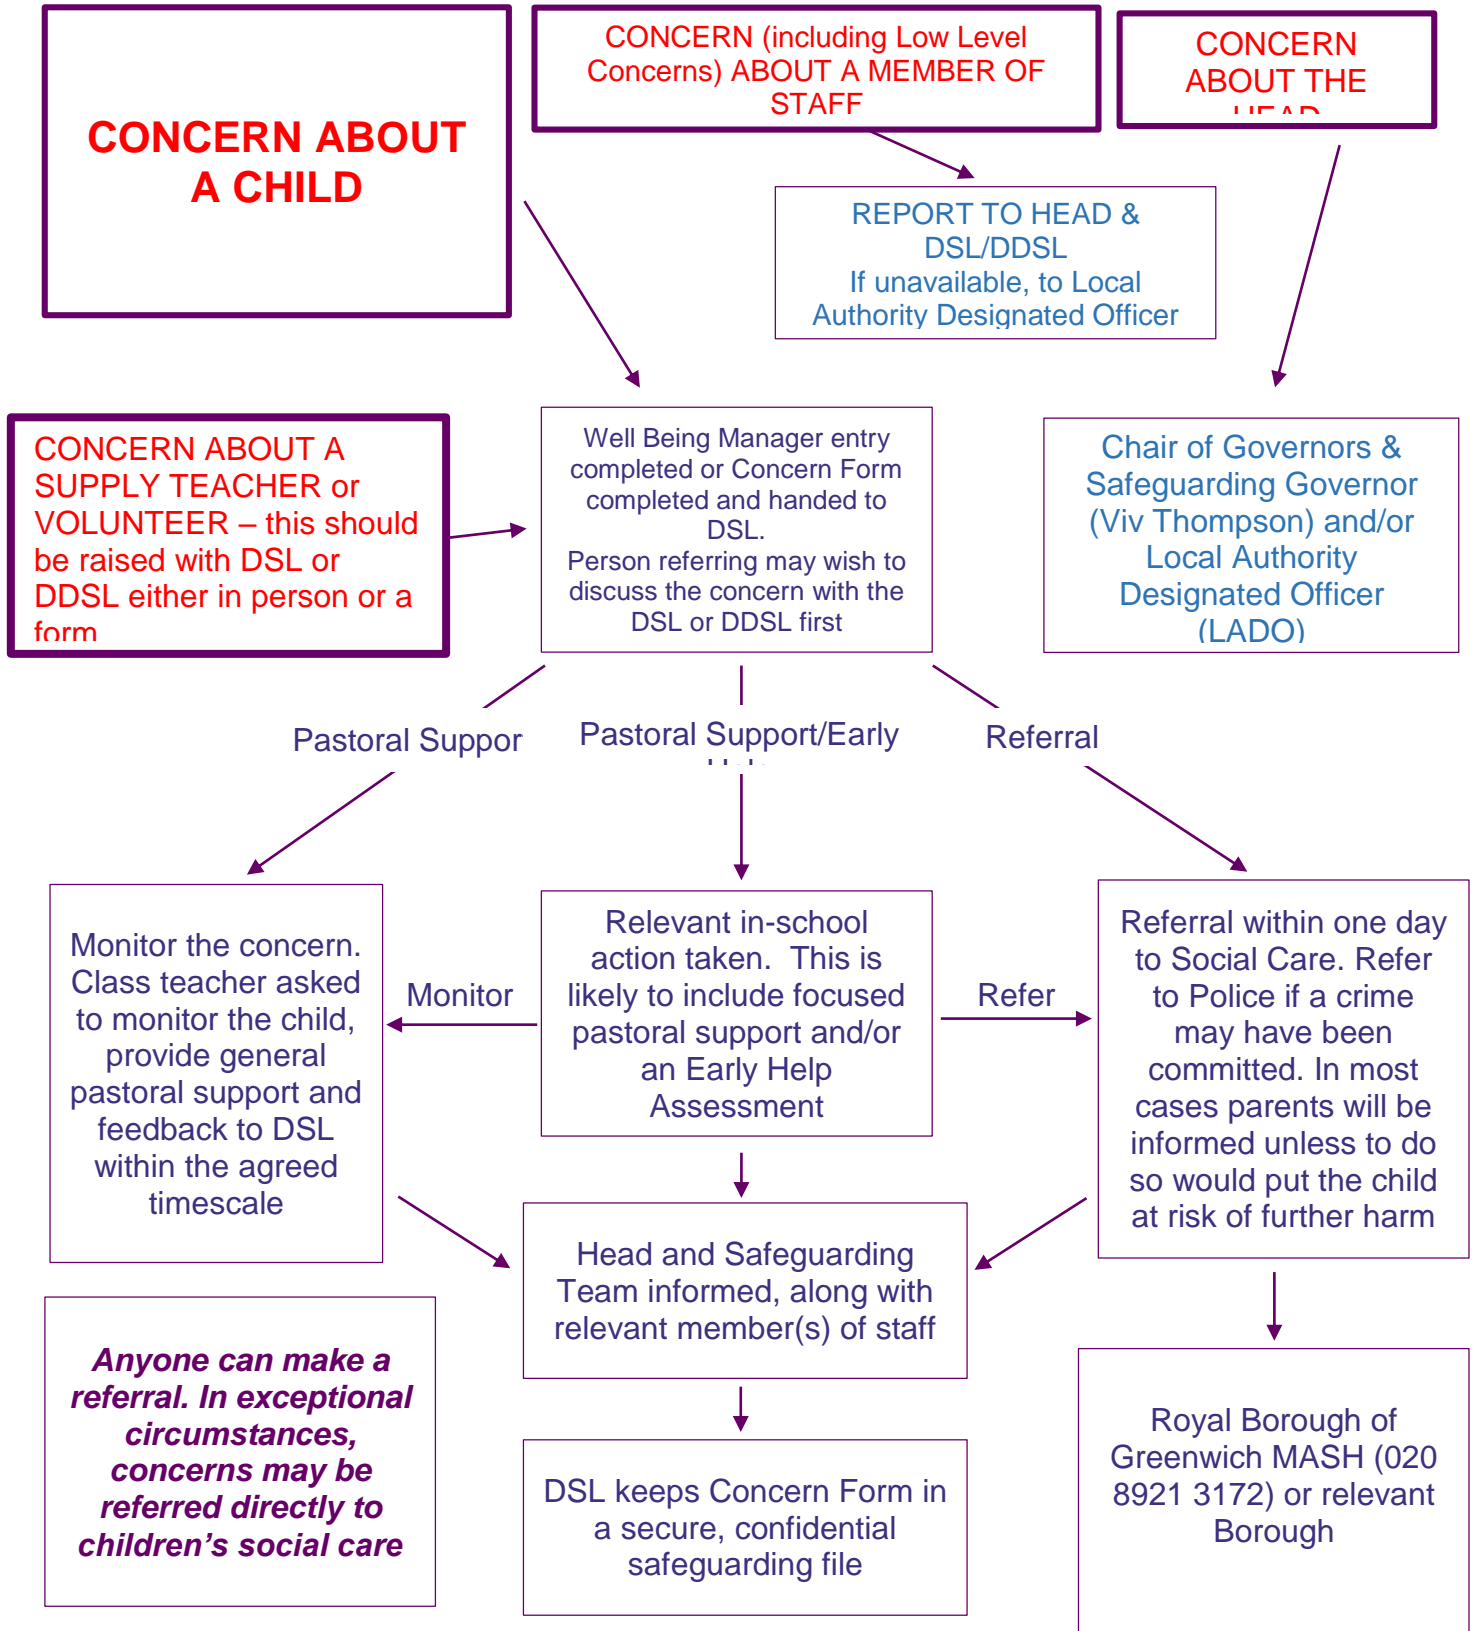 CONCERN ABOUT
A CHILD
CONCERN (including Low Level
Concerns) ABOUT A MEMBER OF
STAFF
CONCERN
ABOUT THE
HEAD
REPORT TO HEAD &
DSL/DDSL
If unavailable, to Local
Authority Designated Officer
CONCERN ABOUT A
SUPPLY TEACHER or
VOLUNTEER – this should
be raised with DSL or
DDSL either in person or a
form
Well Being Manager entry
completed or Concern Form
completed and handed to
DSL.
Person referring may wish to
discuss the concern with the
DSL or DDSL first
Chair of Governors &
Safeguarding Governor
(Viv Thompson) and/or
Local Authority
Designated Officer
(LADO)
Pastoral Suppor
Pastoral Support/Early
Help
Referral
Monitor the concern.
Class teacher asked
to monitor the child,
provide general
pastoral support and
feedback to DSL
within the agreed
timescale
Monitor
Relevant in-school
action taken.  This is
likely to include focused
pastoral support and/or
an Early Help
Assessment
Refer
Referral within one day
to Social Care. Refer
to Police if a crime
may have been
committed. In most
cases parents will be
informed unless to do
so would put the child
at risk of further harm
Head and Safeguarding
Team informed, along with
relevant member(s) of staff
Anyone can make a
referral. In exceptional
circumstances,
concerns may be
referred directly to
children’s social care
DSL keeps Concern Form in
a secure, confidential
safeguarding file
Royal Borough of
Greenwich MASH (020
8921 3172) or relevant
Borough